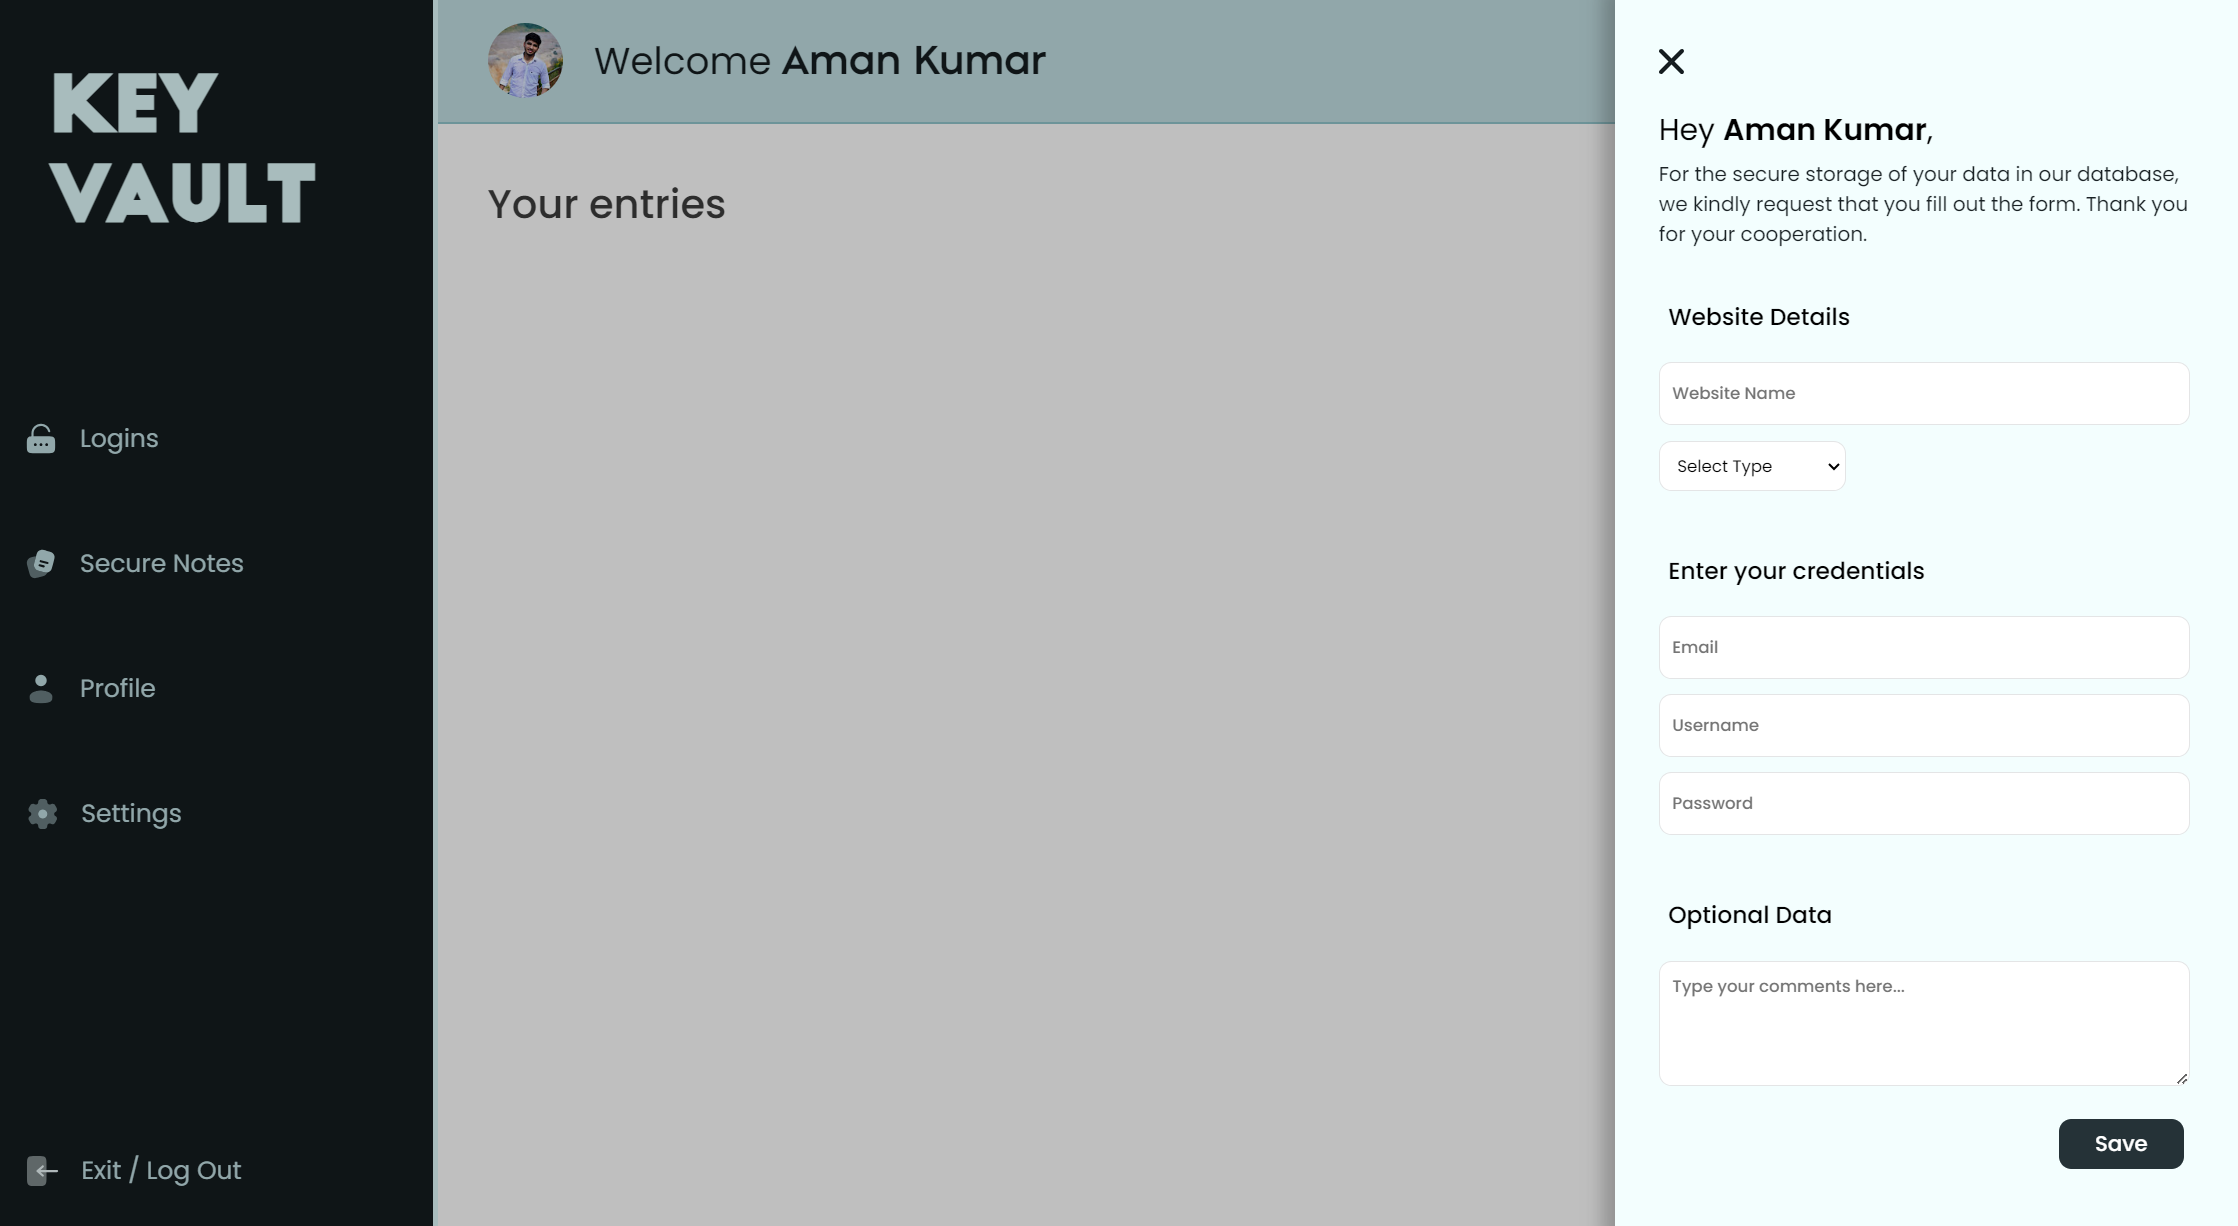 KEY
VAULT
Logins
Secure Notes
Profile
Settings
Exit / Log Out
Welcome Aman Kumar
Your entries
Hey Aman Kumar,
For the secure storage of your data in our database,
we kindly request that you fill out the form. Thank you
for your cooperation.
Website Details
Website Name
Select Type
Enter your credentials
Email
Username
Password
Optional Data
Type your comments here...
Save